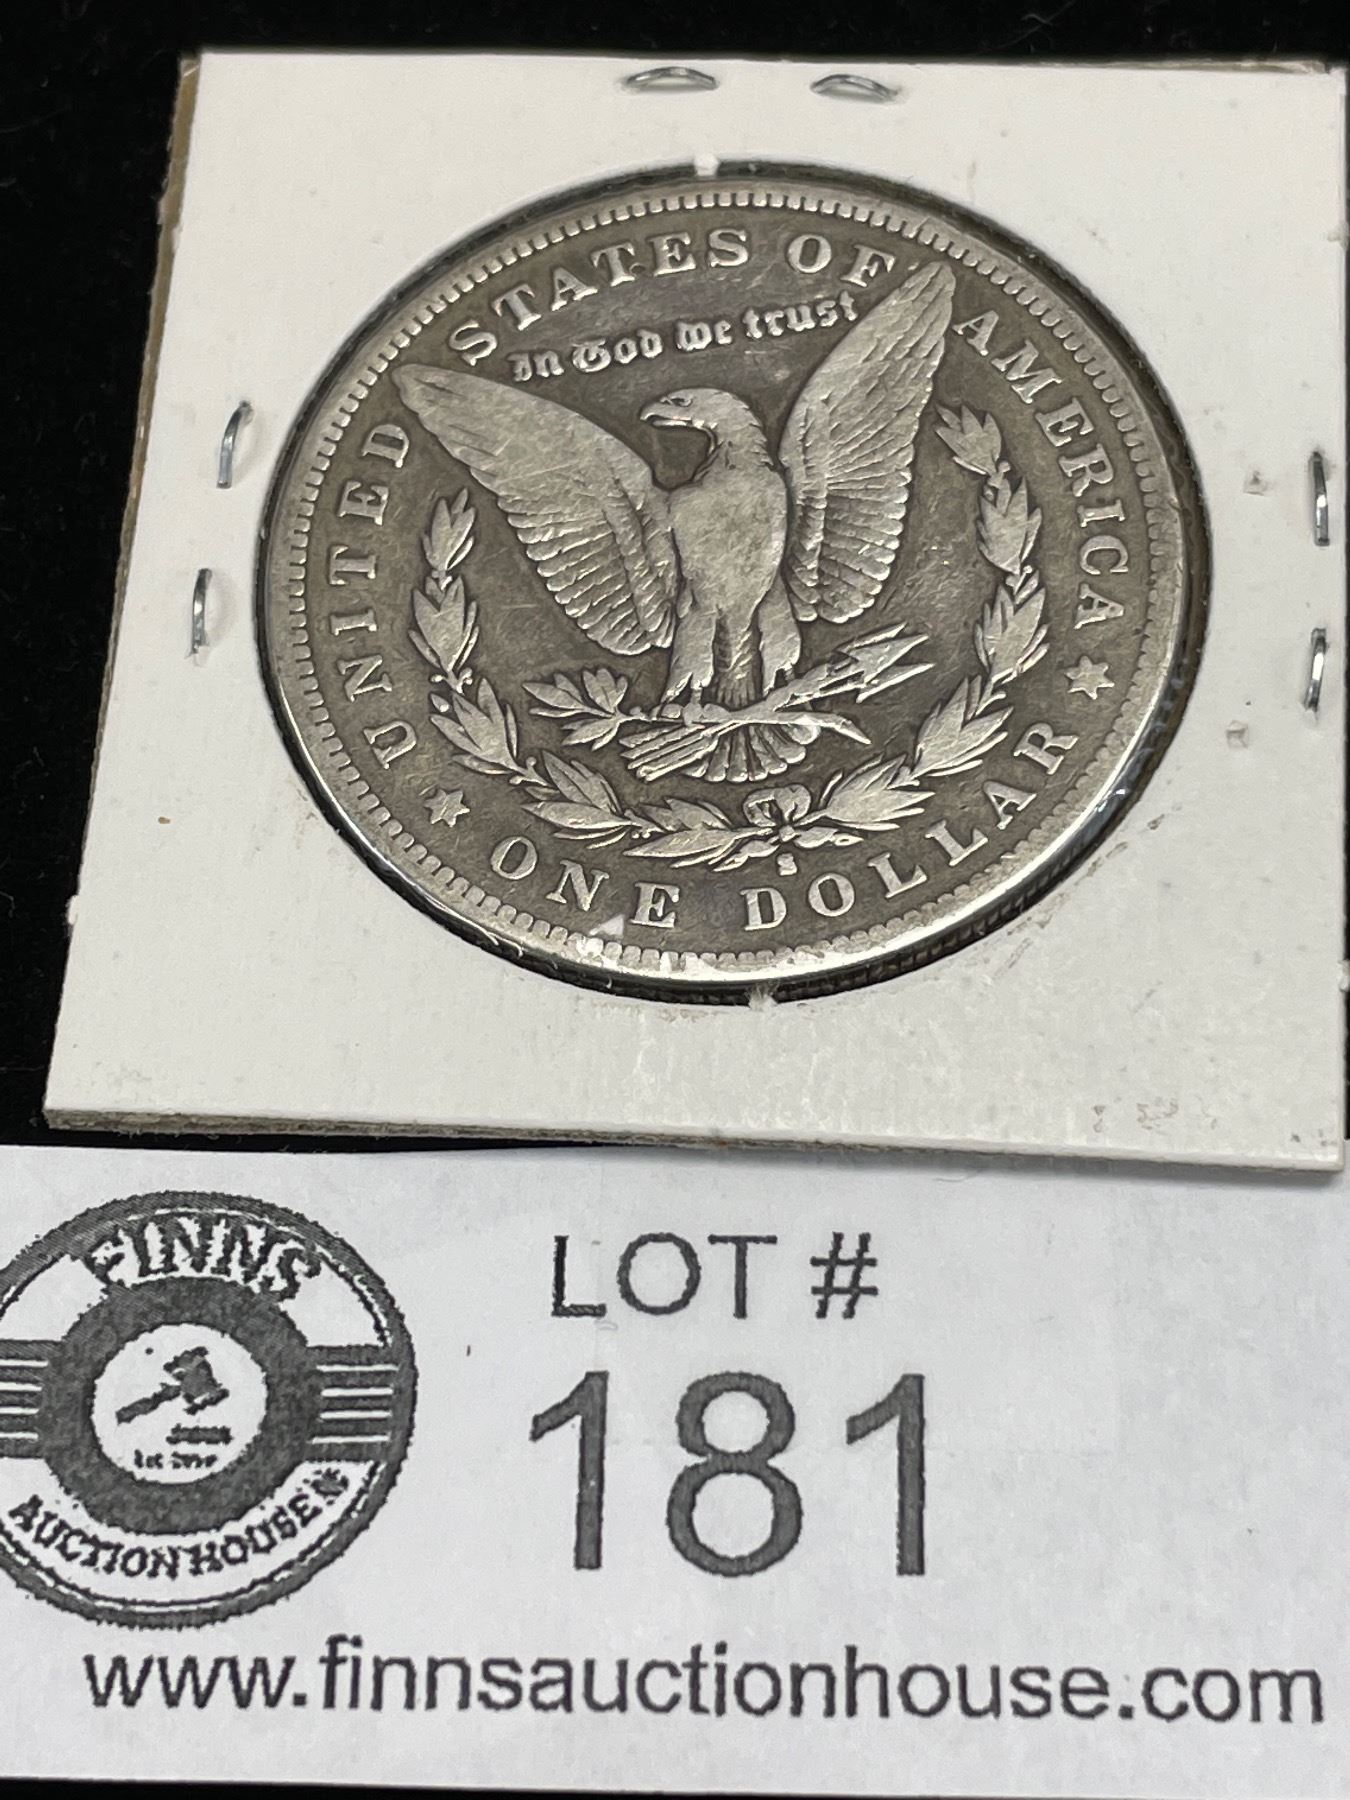 UNITED STATES OF AMERICA
In God we trust
S
ONE DOLLAR
FINNS
AUCTION HOUSE
LOT #
181
www.finnsauctionhouse.com